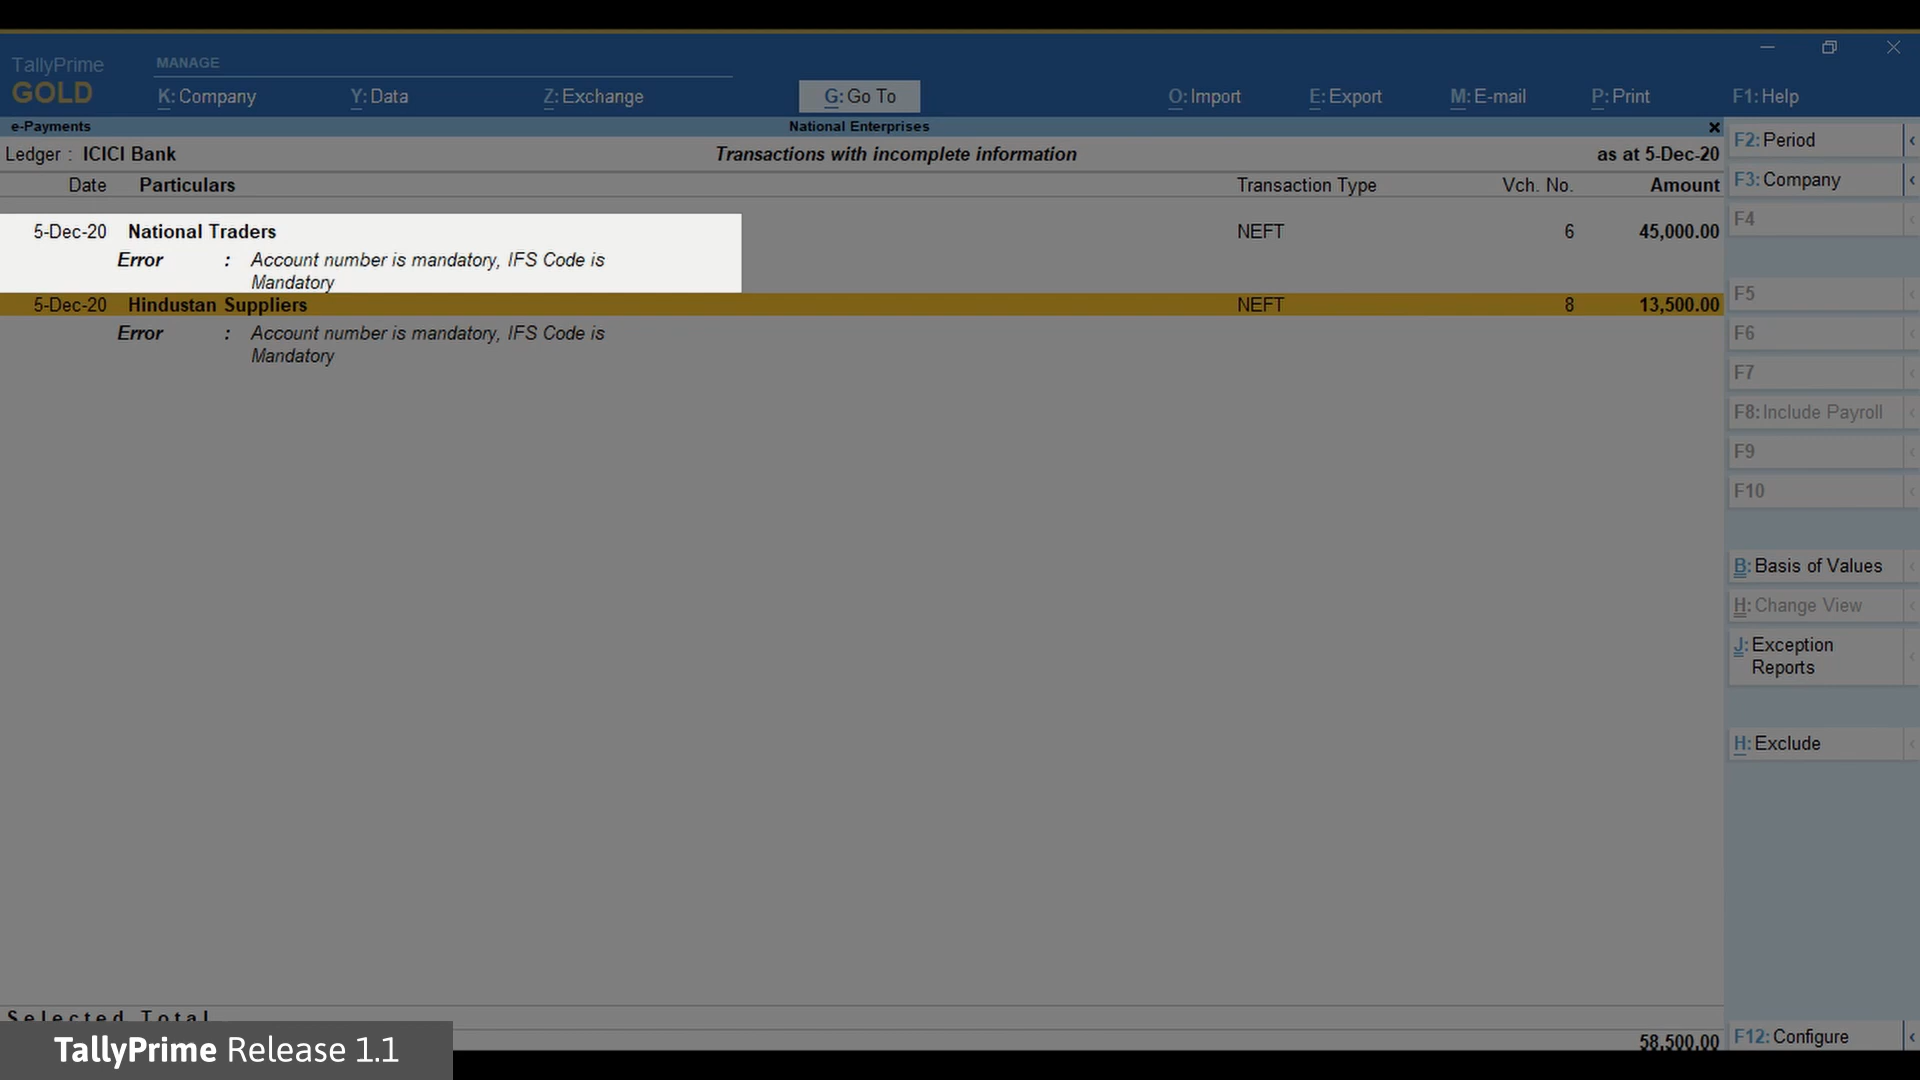 TallyPrime
GOLD
MANAGE
K: Company
Y: Data
Z: Exchange
G: Go To
O: Import
E: Export
M: E-mail
P: Print
F1: Help
e-Payments National Enterprises
Ledger : ICICI Bank Transactions with incomplete information as at 5-Dec-20
Date Particulars Transaction Type Vch. No. Amount
5-Dec-20 National Traders NEFT 6 45,000.00
Error : Account number is mandatory, IFS Code is
Mandatory
5-Dec-20 Hindustan Suppliers NEFT 8 13,500.00
Error : Account number is mandatory, IFS Code is
Mandatory
Selected Total
58,500.00
F2: Period
F3: Company
F4
F5
F6
F7
F8: Include Payroll
F9
F10
B: Basis of Values
H: Change View
J: Exception
Reports
H: Exclude
F12: Configure
TallyPrime Release 1.1